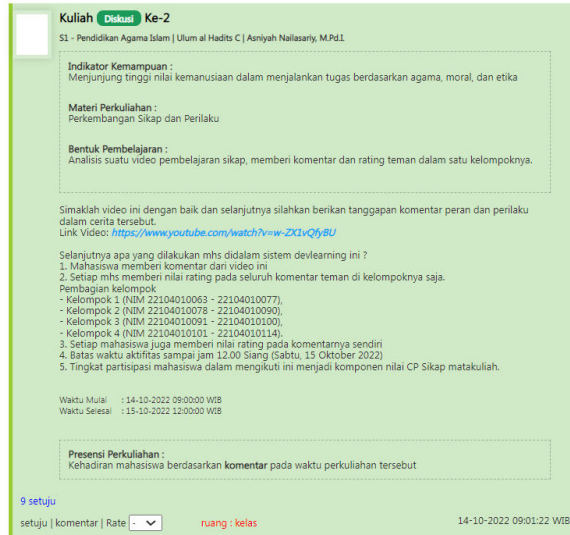 Kuliah Diskusi Ke-2
S1 - Pendidikan Agama Islam | Ulum al Hadits C | Asniyah Nailasariy, M.Pd.I.
Indikator Kemampuan :
Menjunjung tinggi nilai kemanusiaan dalam menjalankan tugas berdasarkan agama, moral, dan etika
Materi Perkuliahan :
Perkembangan Sikap dan Perilaku
Bentuk Pembelajaran :
Analisis suatu video pembelajaran sikap, memberi komentar dan rating teman dalam satu kelompoknya.
Simaklah video ini dengan baik dan selanjutnya silahkan berikan tanggapan komentar peran dan perilaku
dalam cerita tersebut.
Link Video: https://www.youtube.com/watch?v=w-ZX1vQfyBU
Selanjutnya apa yang dilakukan mhs didalam sistem devlearning ini ?
1. Mahasiswa memberi komentar dari video ini
2. Setiap mhs memberi nilai rating pada seluruh komentar teman di kelompoknya saja.
Pembagian kelompok
- Kelompok 1 (NIM 22104010063 - 22104010077),
- Kelompok 2 (NIM 22104010078 - 22104010090),
- Kelompok 3 (NIM 22104010091 - 22104010100),
- Kelompok 4 (NIM 22104010101 - 22104010114).
3. Setiap mahasiswa juga memberi nilai rating pada komentarnya sendiri
4. Batas waktu aktifitas sampai jam 12.00 Siang (Sabtu, 15 Oktober 2022)
5. Tingkat partisipasi mahasiswa dalam mengikuti ini menjadi komponen nilai CP Sikap matakuliah.
Waktu Mulai : 14-10-2022 09:00:00 WIB
Waktu Selesai : 15-10-2022 12:00:00 WIB
Presensi Perkuliahan :
Kehadiran mahasiswa berdasarkan komentar pada waktu perkuliahan tersebut
9 setuju
setuju | komentar | Rate - ruang : kelas 14-10-2022 09:01:22 WIB